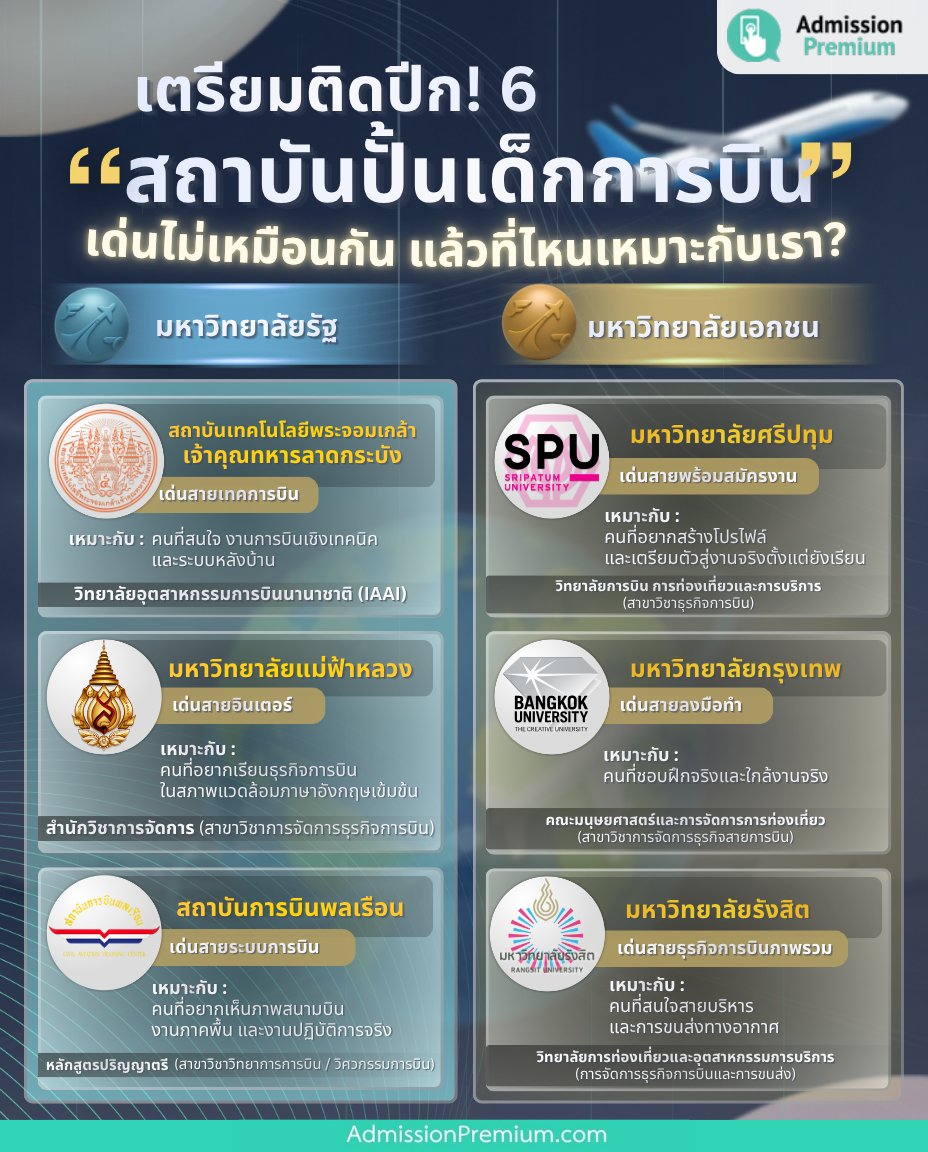 Admission
Premium
เตรียมติดปีก! 6
“สถาบันปั้นเด็กการบิน”
เด่นไม่เหมือนกัน แล้วที่ไหนเหมาะกับเรา?
มหาวิทยาลัยรัฐ
สถาบันเทคโนโลยีพระจอมเกล้า
เจ้าคุณทหารลาดกระบัง
เด่นสายเทคการบิน
เหมาะกับ : คนที่สนใจ งานการบินเชิงเทคนิค
และระบบหลังบ้าน
วิทยาลัยอุตสาหกรรมการบินนานาชาติ (IAAI)
มหาวิทยาลัยแม่ฟ้าหลวง
เด่นสายอินเตอร์
เหมาะกับ :
คนที่อยากเรียนธุรกิจการบิน
ในสภาพแวดล้อมภาษาอังกฤษเข้มข้น
สำนักวิชาการจัดการ (สาขาวิชาการจัดการธุรกิจการบิน)
สถาบันการบินพลเรือน
CIVIL AVIATION TRAINING CENTER
สถาบันการบินพลเรือน
เด่นสายระบบการบิน
เหมาะกับ :
คนที่อยากเห็นภาพสนามบิน
งานภาคพื้น และงานปฏิบัติการจริง
หลักสูตรปริญญาตรี (สาขาวิชาวิทยาการการบิน / วิศวกรรมการบิน)
มหาวิทยาลัยเอกชน
SPU
SRIPATUM
UNIVERSITY
มหาวิทยาลัยศรีปทุม
เด่นสายพร้อมสมัครงาน
เหมาะกับ :
คนที่อยากสร้างโปรไฟล์
และเตรียมตัวสู่งานจริงตั้งแต่ยังเรียน
วิทยาลัยการบิน การท่องเที่ยวและการบริการ
(สาขาวิชาธุรกิจการบิน)
BANGKOK
UNIVERSITY
THE CREATIVE UNIVERSITY
มหาวิทยาลัยกรุงเทพ
เด่นสายลงมือทำ
เหมาะกับ :
คนที่ชอบฝึกจริงและใกล้งานจริง
คณะมนุษยศาสตร์และการจัดการการท่องเที่ยว
(สาขาวิชาการจัดการธุรกิจสายการบิน)
มหาวิทยาลัยรังสิต
RANGSIT UNIVERSITY
มหาวิทยาลัยรังสิต
เด่นสายธุรกิจการบินภาพรวม
เหมาะกับ :
คนที่สนใจสายบริหาร
และการขนส่งทางอากาศ
วิทยาลัยการท่องเที่ยวและอุตสาหกรรมการบริการ
(การจัดการธุรกิจการบินและการขนส่ง)
AdmissionPremium.com